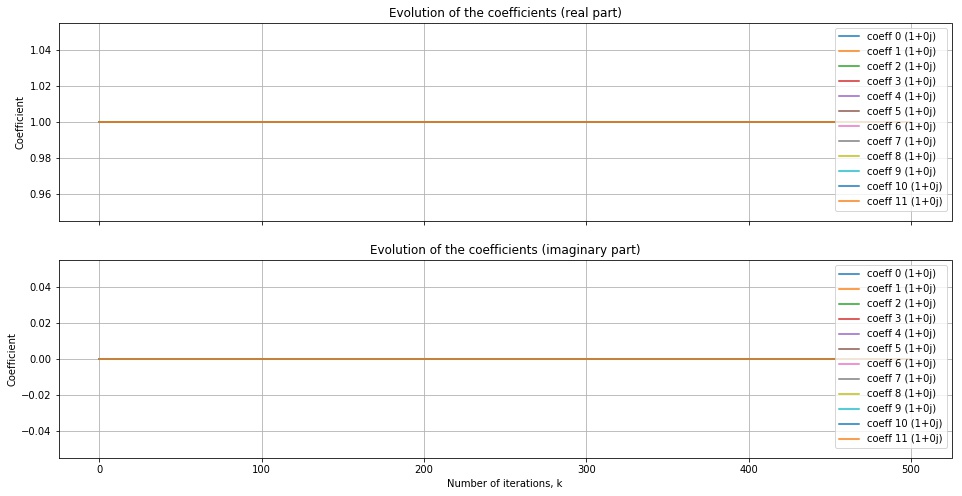 Evolution of the coefficients (real part)
1.04
1.02
1.00
0.98
0.96
Coefficient
coeff 0 (1+0j)
coeff 1 (1+0j)
coeff 2 (1+0j)
coeff 3 (1+0j)
coeff 4 (1+0j)
coeff 5 (1+0j)
coeff 6 (1+0j)
coeff 7 (1+0j)
coeff 8 (1+0j)
coeff 9 (1+0j)
coeff 10 (1+0j)
coeff 11 (1+0j)
Evolution of the coefficients (imaginary part)
0.04
0.02
0.00
−0.02
−0.04
Coefficient
coeff 0 (1+0j)
coeff 1 (1+0j)
coeff 2 (1+0j)
coeff 3 (1+0j)
coeff 4 (1+0j)
coeff 5 (1+0j)
coeff 6 (1+0j)
coeff 7 (1+0j)
coeff 8 (1+0j)
coeff 9 (1+0j)
coeff 10 (1+0j)
coeff 11 (1+0j)
0 100 200 300 400 500
Number of iterations, k